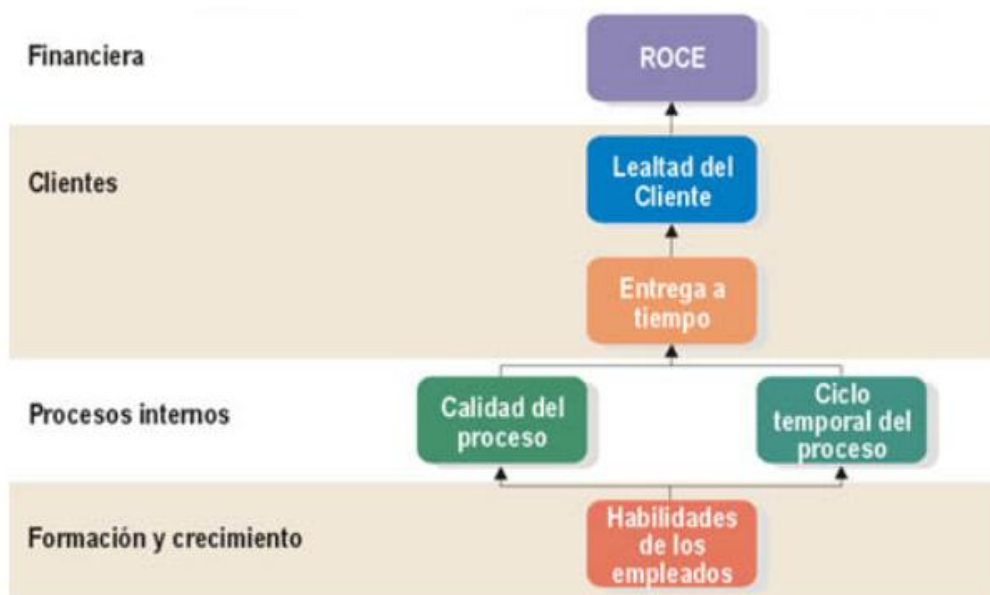 Financiera
ROCE
Clientes
Lealtad del
Cliente
Entrega a
tiempo
Procesos internos
Calidad del
proceso
Ciclo
temporal del
proceso
Formación y crecimiento
Habilidades
de los
empleados